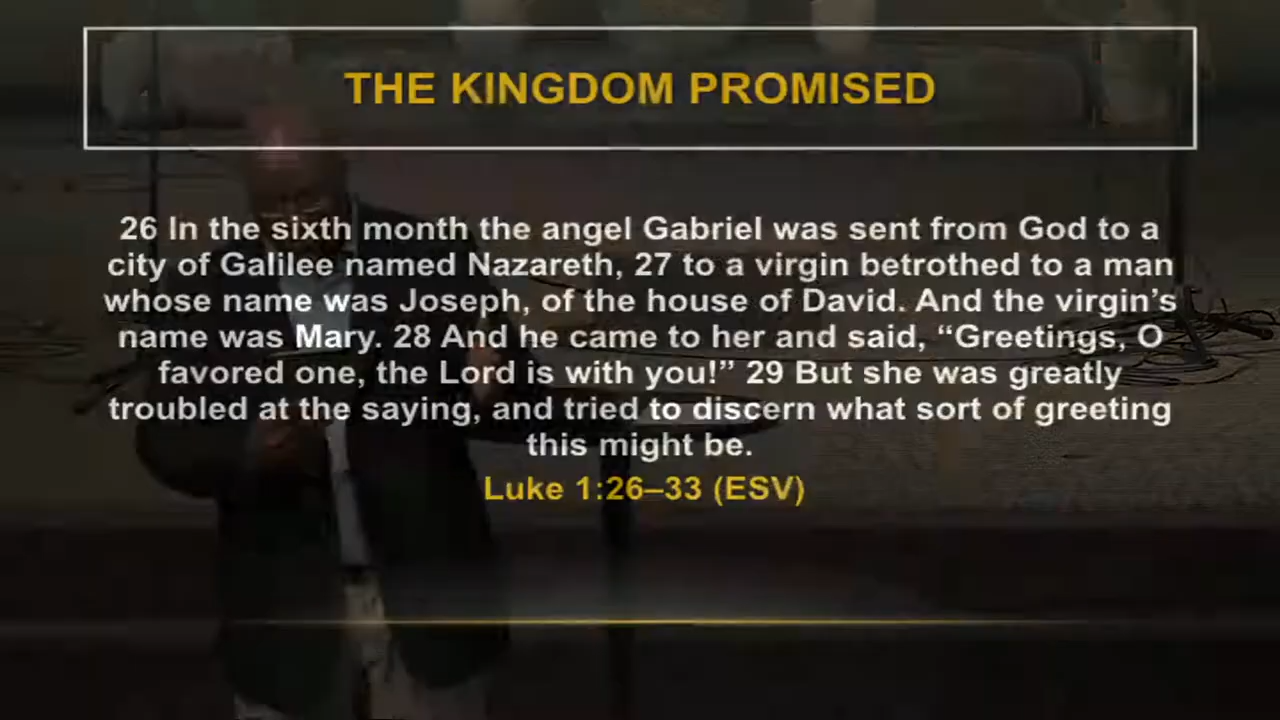 THE KINGDOM PROMISED
26 In the sixth month the angel Gabriel was sent from God to a
city of Galilee named Nazareth, 27 to a virgin betrothed to a man
whose name was Joseph, of the house of David. And the virgin’s
name was Mary. 28 And he came to her and said, “Greetings, O
favored one, the Lord is with you!” 29 But she was greatly
troubled at the saying, and tried to discern what sort of greeting
this might be.
Luke 1:26–33 (ESV)